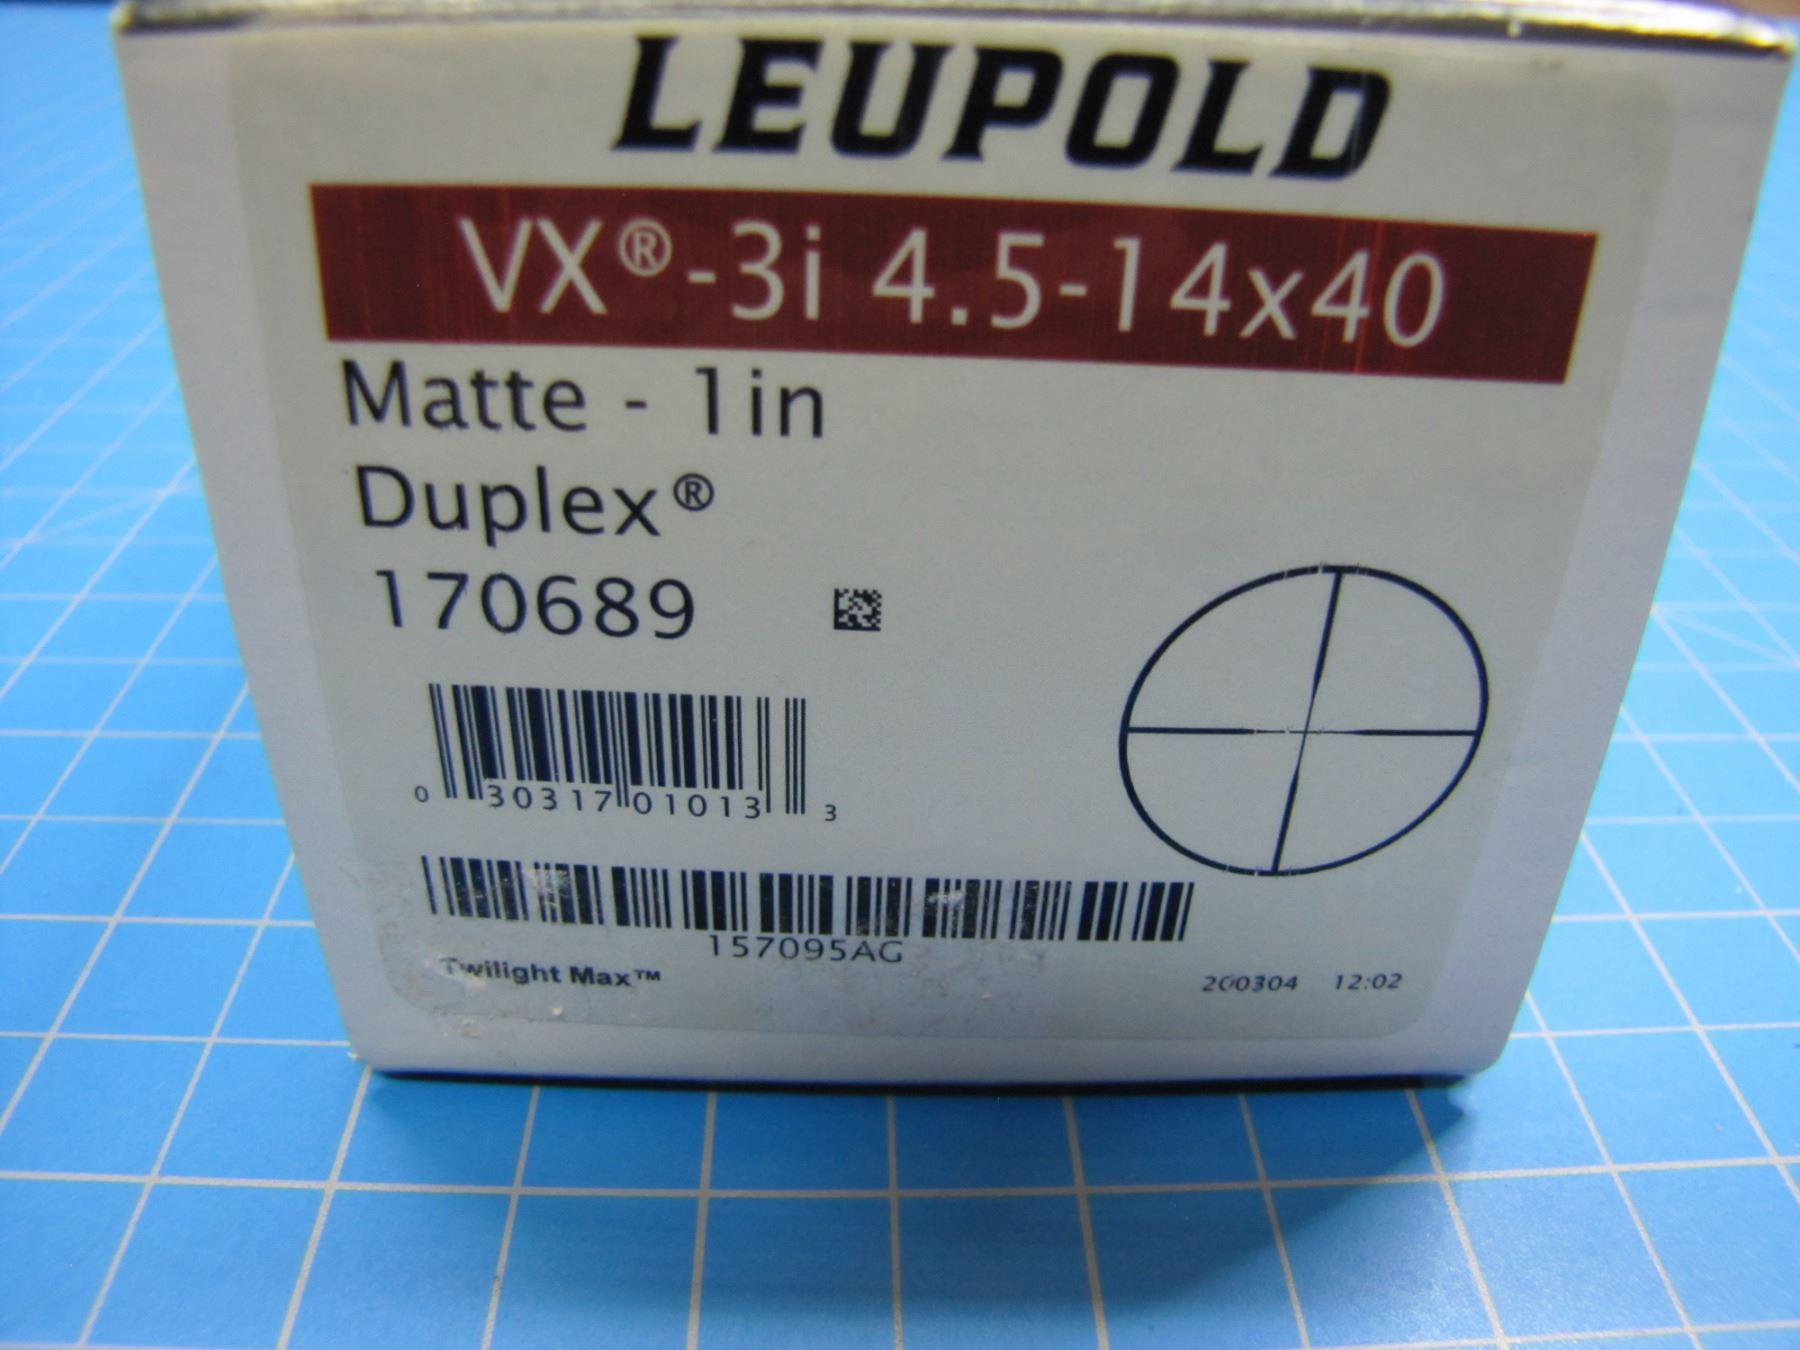 LEUPOLD
VX®-3i 4.5-14x40
Matte - 1in
Duplex®
170689
0 30317 01013 3
157095AG
Twilight Max™ 200304 12:02